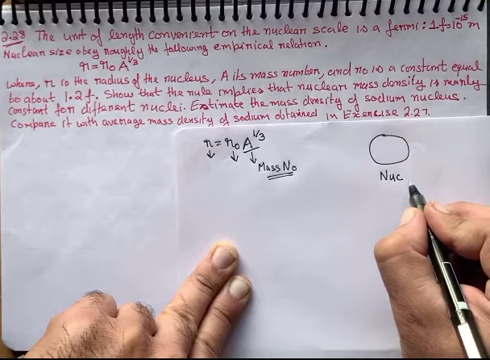 2.28 The unit of length convenient on the nuclear scale is a fermi: 1f=10⁻¹⁵ m
Nuclear size obey roughly the following empirical relation.
r = r₀ A^1/3
where, r is the radius of the nucleus, A its mass number, and r₀ is a constant equal
to about 1.2f. Show that the rule implies that nuclear mass density is nearly
constant for different nuclei. Estimate the mass density of sodium nucleus.
Compare it with average mass density of sodium obtained in Exercise 2.27.
r = r₀ A^1/3
Mass No
Nuc